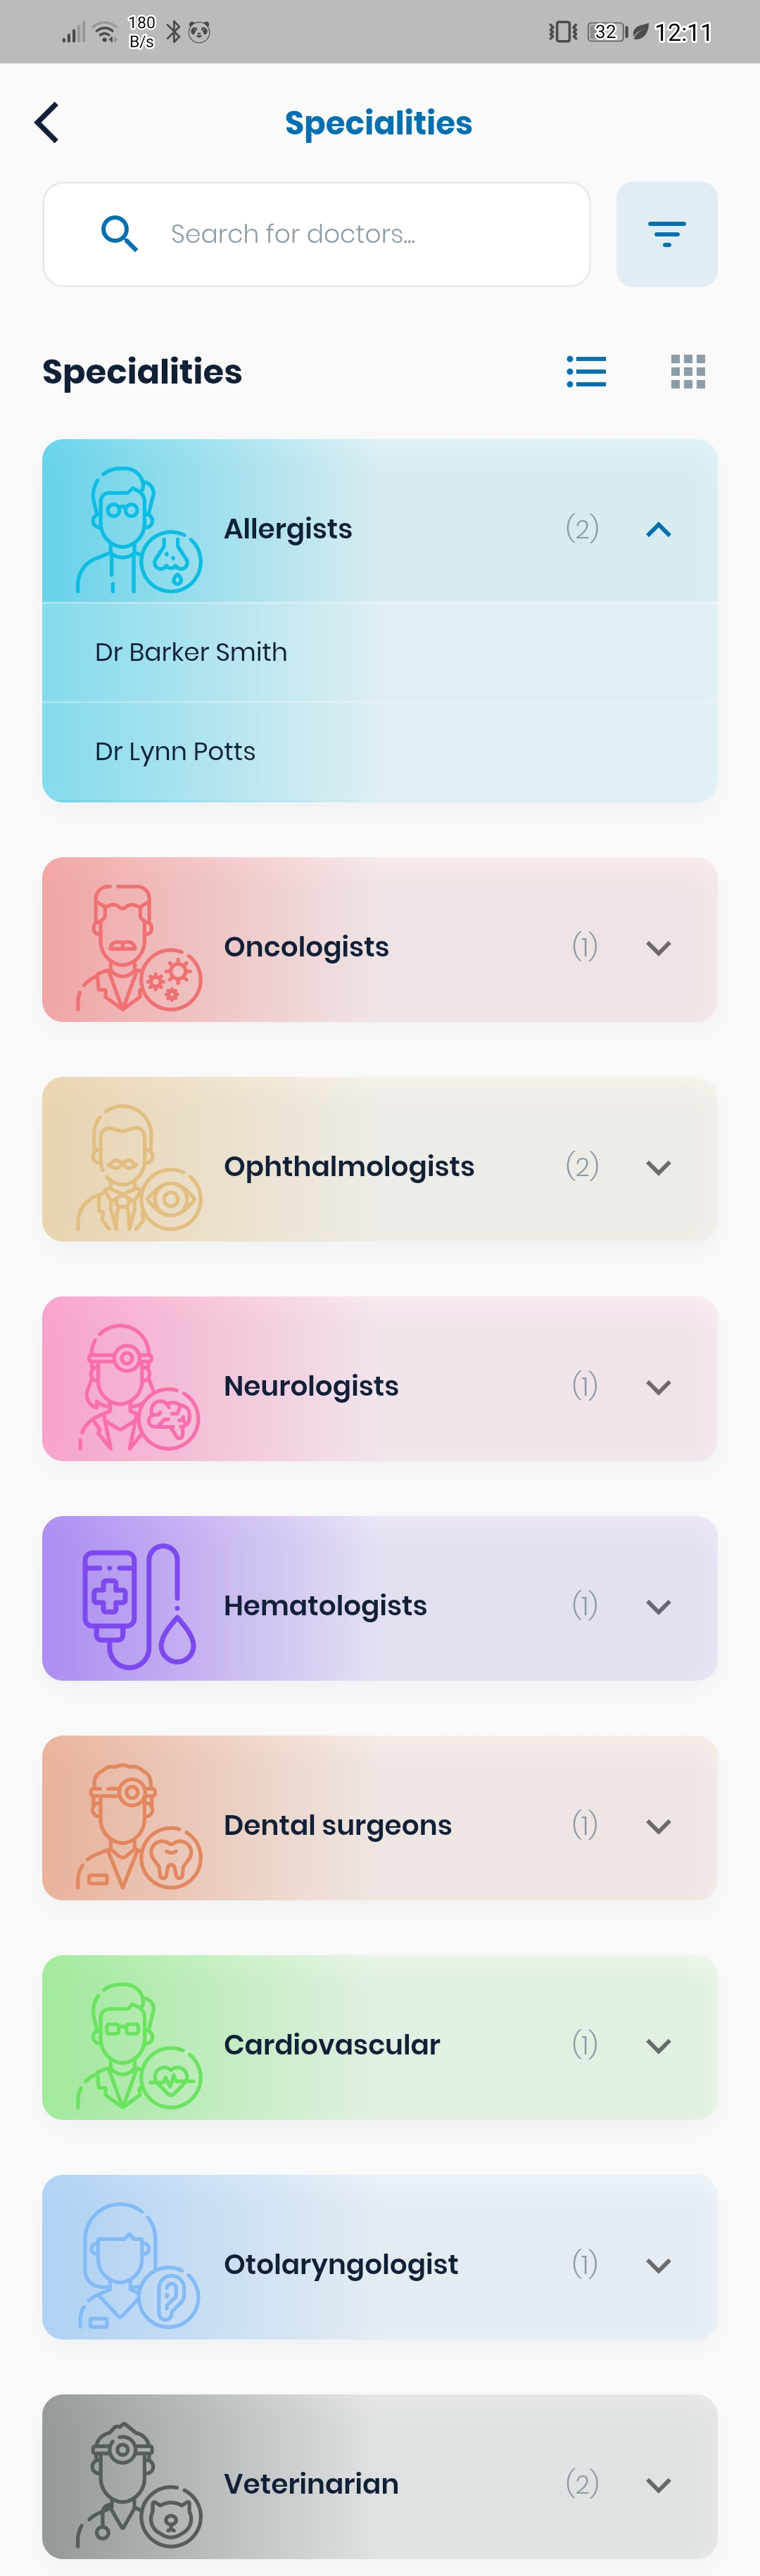 180
B/s
32
12:11
Specialities
Search for doctors...
Specialities
Allergists (2)
Dr Barker Smith
Dr Lynn Potts
Oncologists (1)
Ophthalmologists (2)
Neurologists (1)
Hematologists (1)
Dental surgeons (1)
Cardiovascular (1)
Otolaryngologist (1)
Veterinarian (2)